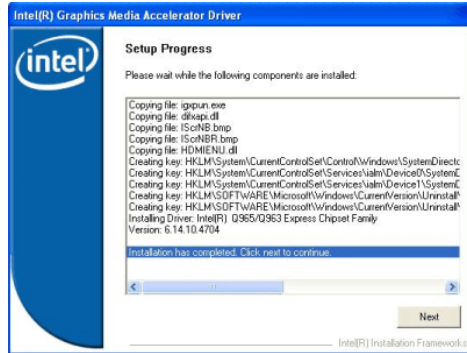 Intel(R) Graphics Media Accelerator Driver
intel
Setup Progress
Please wait while the following components are installed:
Copying file: igxpun.exe
Copying file: difxapi.dll
Copying file: IScrNB.bmp
Copying file: IScrNBR.bmp
Copying file: HDMIENU.dll
Creating key: HKLM\System\CurrentControlSet\Control\Windows\SystemDirecto
Creating key: HKLM\System\CurrentControlSet\Services\ialm\Device0\SystemD
Creating key: HKLM\System\CurrentControlSet\Services\ialm\Device1\SystemD
Creating key: HKLM\SOFTWARE\Microsoft\Windows\CurrentVersion\Uninstall\
Creating key: HKLM\SOFTWARE\Microsoft\Windows\CurrentVersion\Uninstall\
Installing Driver: Intel(R) Q965/Q963 Express Chipset Family
Version: 6.14.10.4704
Installation has completed. Click next to continue.
Next
Intel(R) Installation Frameworks